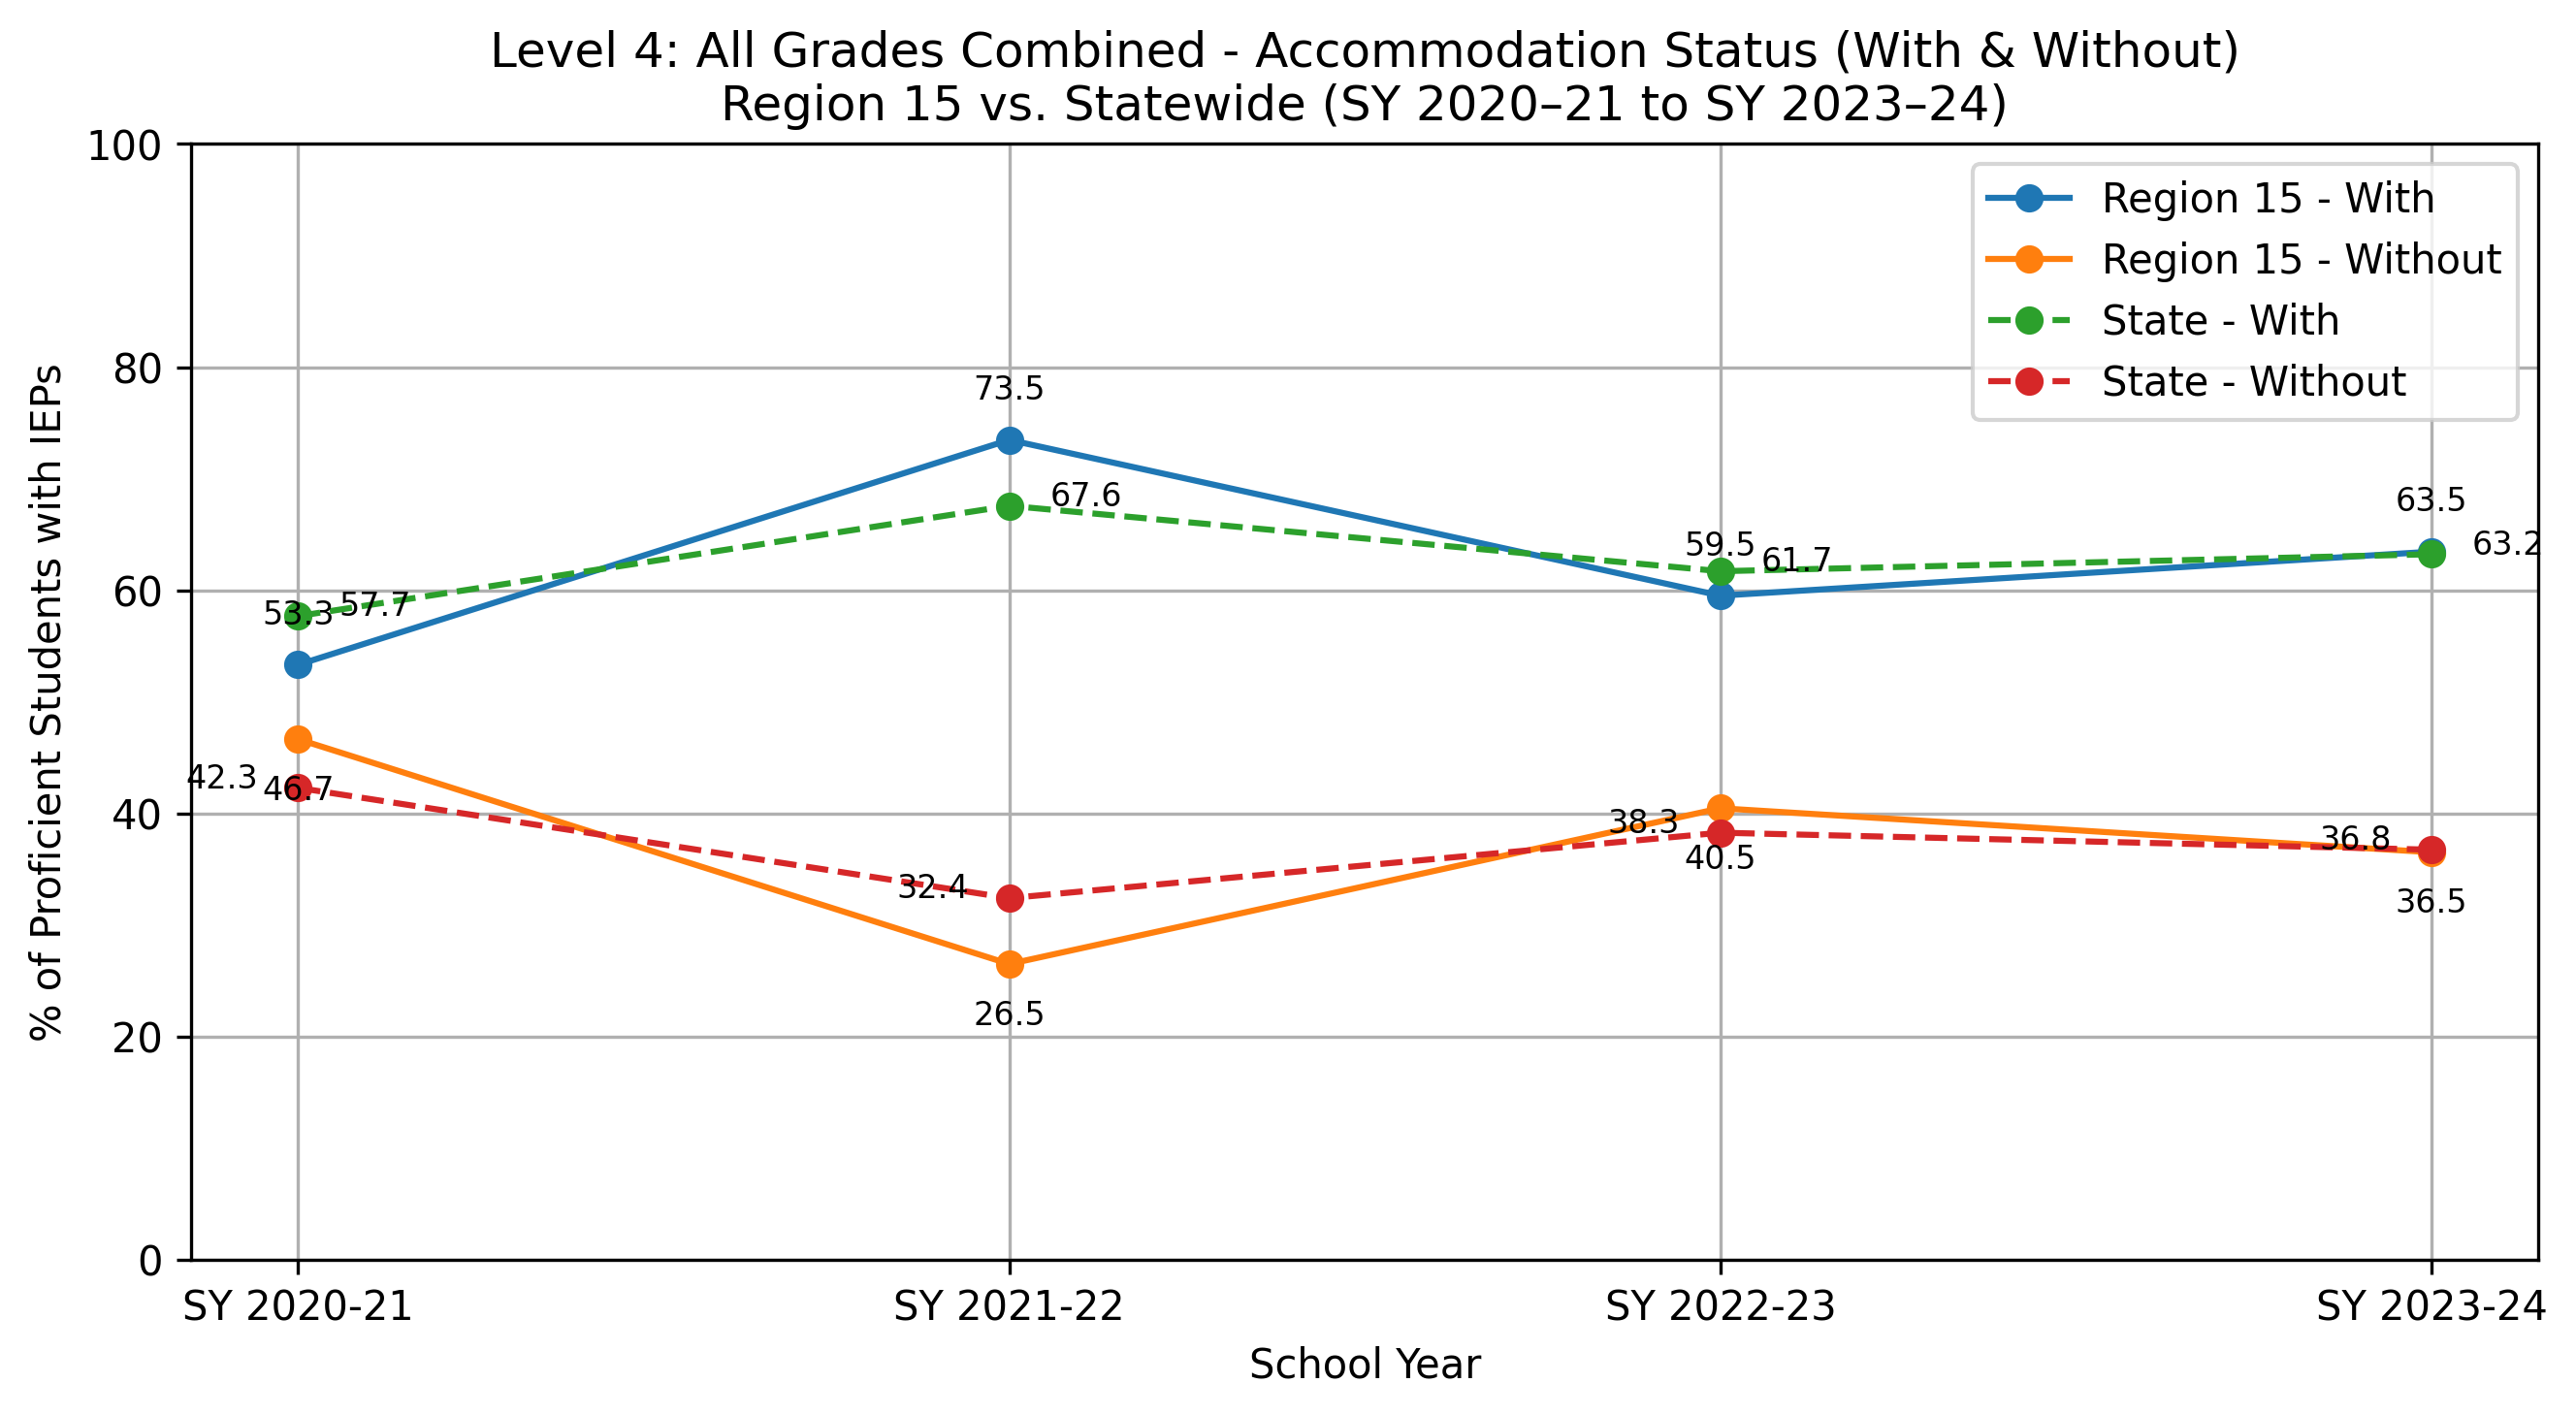 Level 4: All Grades Combined - Accommodation Status (With & Without)
Region 15 vs. Statewide (SY 2020–21 to SY 2023–24)
% of Proficient Students with IEPs
100
80
60
40
20
0
Region 15 - With
Region 15 - Without
State - With
State - Without
53.3
57.7
42.3
46.7
73.5
67.6
32.4
26.5
59.5
61.7
38.3
40.5
63.5
63.2
36.8
36.5
SY 2020-21
SY 2021-22
SY 2022-23
SY 2023-24
School Year